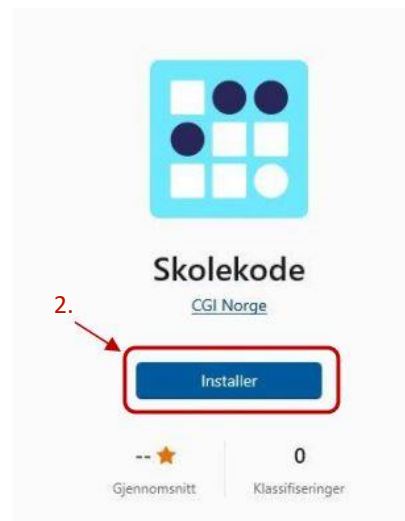 Skolekode
CGI Norge
2.
Installer
-- 0
Gjennomsnitt Klassifiseringer